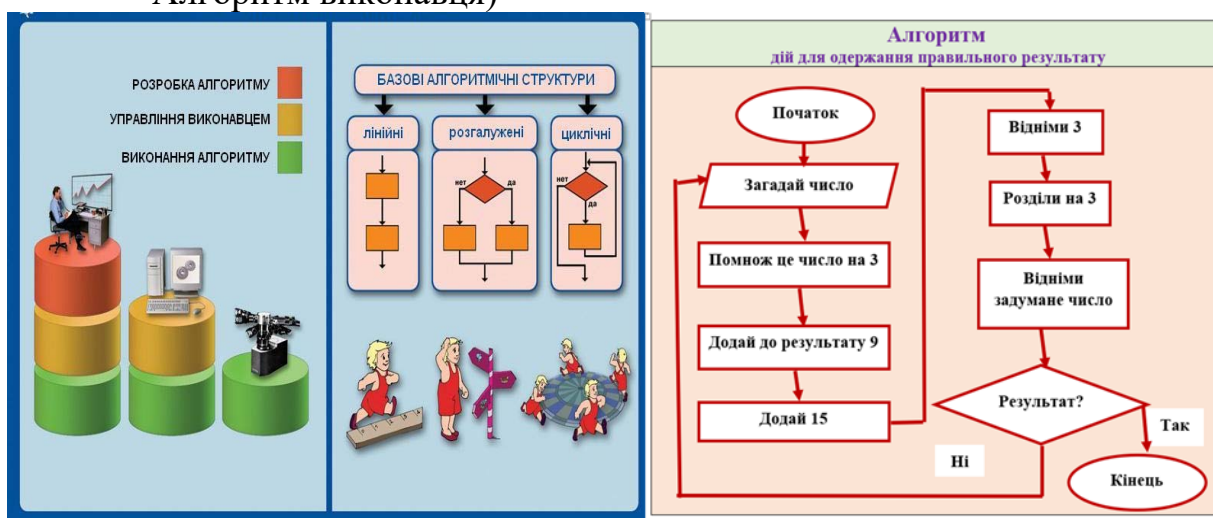 Алгоритм виконавця)
РОЗРОБКА АЛГОРИТМУ
УПРАВЛІННЯ ВИКОНАВЦЕМ
ВИКОНАННЯ АЛГОРИТМУ
БАЗОВІ АЛГОРИТМІЧНІ СТРУКТУРИ
лінійні
розгалужені
циклічні
нет
да
нет
да
Алгоритм
дій для одержання правильного результату
Початок
Загадай число
Помнож це число на 3
Додай до результату 9
Додай 15
Відніми 3
Розділи на 3
Відніми
задумане число
Результат?
Так
Ні
Кінець